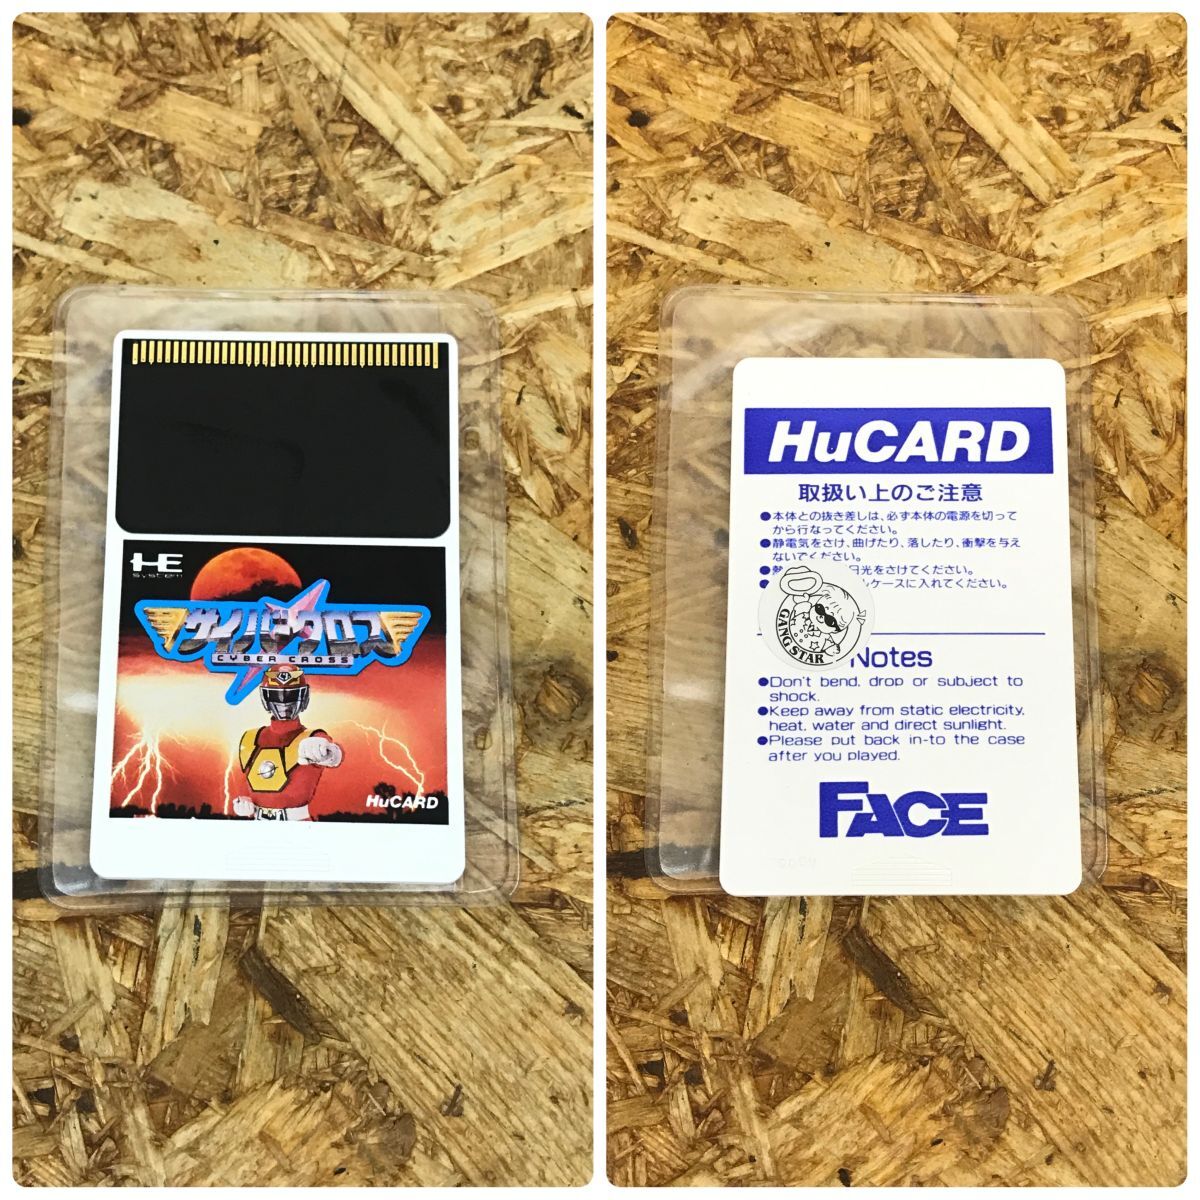 HE
system
サイバークロス
CYBER CROSS
HuCARD
HuCARD
取扱い上のご注意
●本体との抜き差しは、必ず本体の電源を切って
から行なってください。
●静電気をさけ、曲げたり、落したり、衝撃を与え
ないでください。
日光をさけてください。
ケースに入れてください。
GANG STAR
Notes
●Don't bend, drop or subject to
shock.
●Keep away from static electricity,
heat, water and direct sunlight.
●Please put back in-to the case
after you played.
FACE